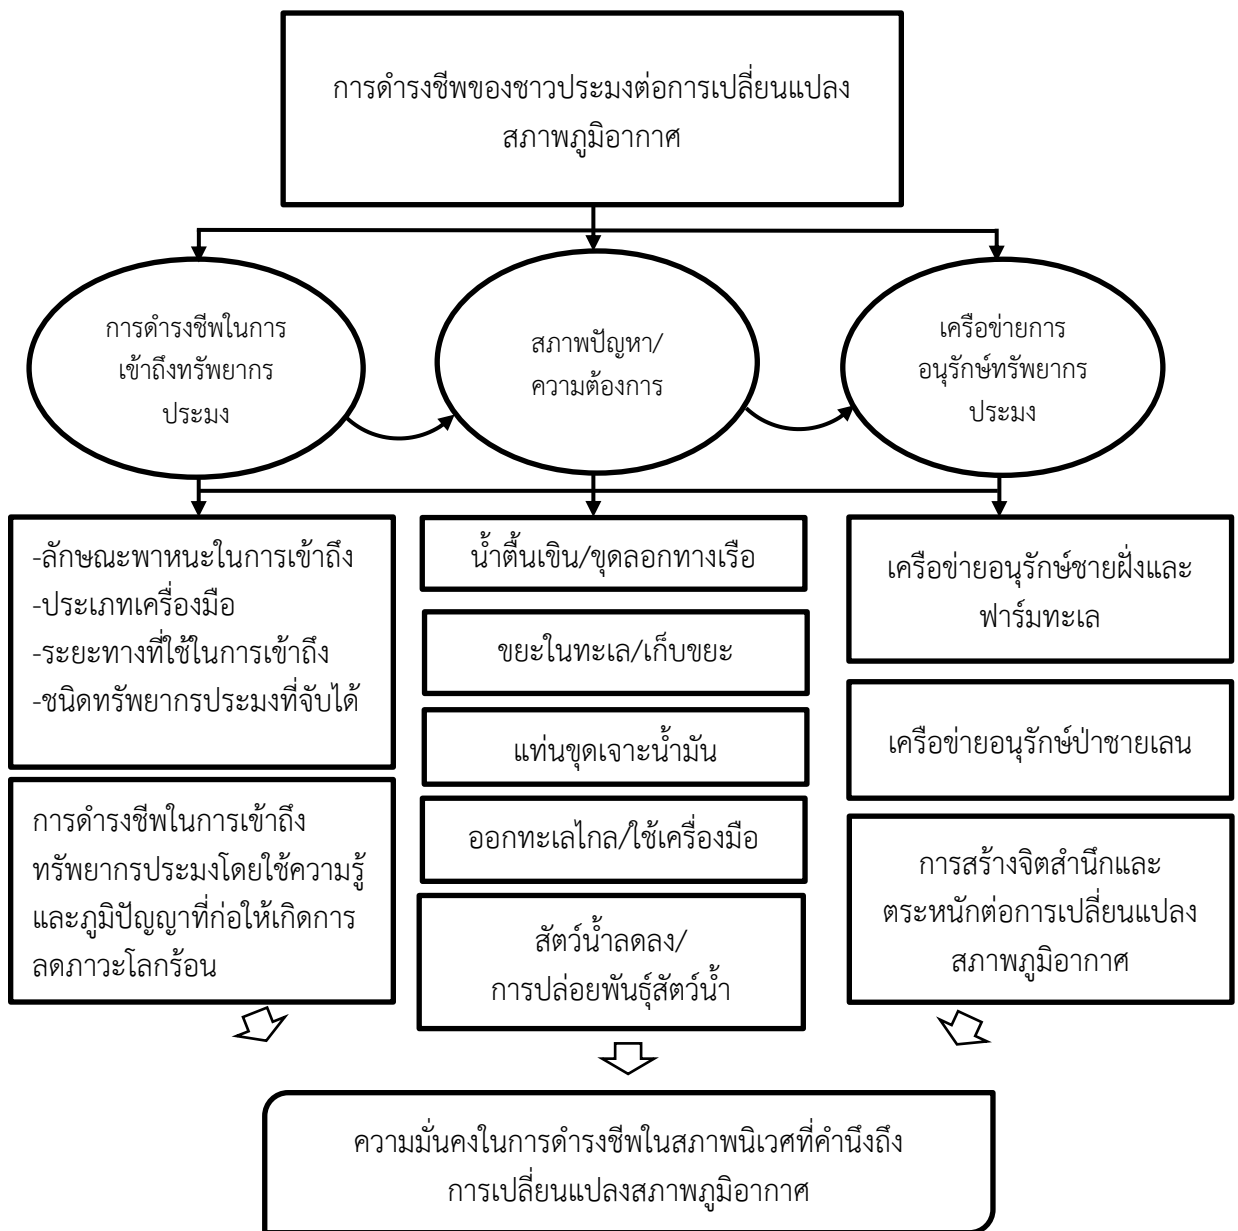 การดำรงชีพของชาวประมงต่อการเปลี่ยนแปลง
สภาพภูมิอากาศ
การดำรงชีพในการ
เข้าถึงทรัพยากร
ประมง
สภาพปัญหา/
ความต้องการ
เครือข่ายการ
อนุรักษ์ทรัพยากร
ประมง
-ลักษณะพาหนะในการเข้าถึง
-ประเภทเครื่องมือ
-ระยะทางที่ใช้ในการเข้าถึง
-ชนิดทรัพยากรประมงที่จับได้
การดำรงชีพในการเข้าถึง
ทรัพยากรประมงโดยใช้ความรู้
และภูมิปัญญาที่ก่อให้เกิดการ
ลดภาวะโลกร้อน
น้ำตื้นเขิน/ขุดลอกทางเรือ
ขยะในทะเล/เก็บขยะ
แท่นขุดเจาะน้ำมัน
ออกทะเลไกล/ใช้เครื่องมือ
สัตว์น้ำลดลง/
การปล่อยพันธุ์สัตว์น้ำ
เครือข่ายอนุรักษ์ชายฝั่งและ
ฟาร์มทะเล
เครือข่ายอนุรักษ์ป่าชายเลน
การสร้างจิตสำนึกและ
ตระหนักต่อการเปลี่ยนแปลง
สภาพภูมิอากาศ
ความมั่นคงในการดำรงชีพในสภาพนิเวศที่คำนึงถึง
การเปลี่ยนแปลงสภาพภูมิอากาศ